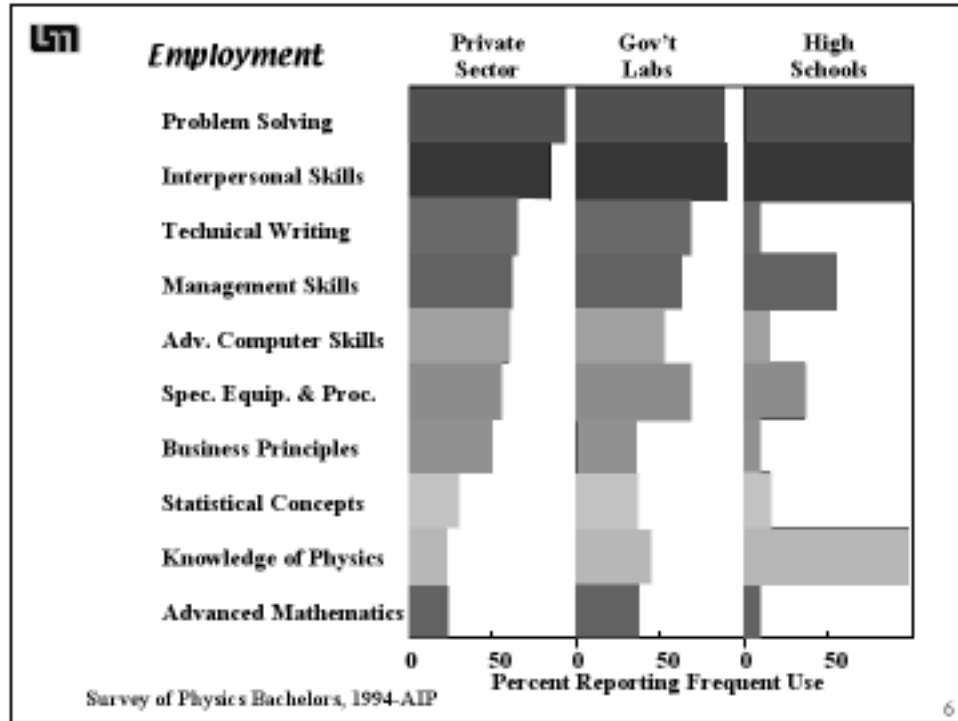 Employment
Private
Sector
Gov't
Labs
High
Schools
Problem Solving
Interpersonal Skills
Technical Writing
Management Skills
Adv. Computer Skills
Spec. Equip. & Proc.
Business Principles
Statistical Concepts
Knowledge of Physics
Advanced Mathematics
0 50 0 50 0 50
Percent Reporting Frequent Use
Survey of Physics Bachelors, 1994-AIP
6